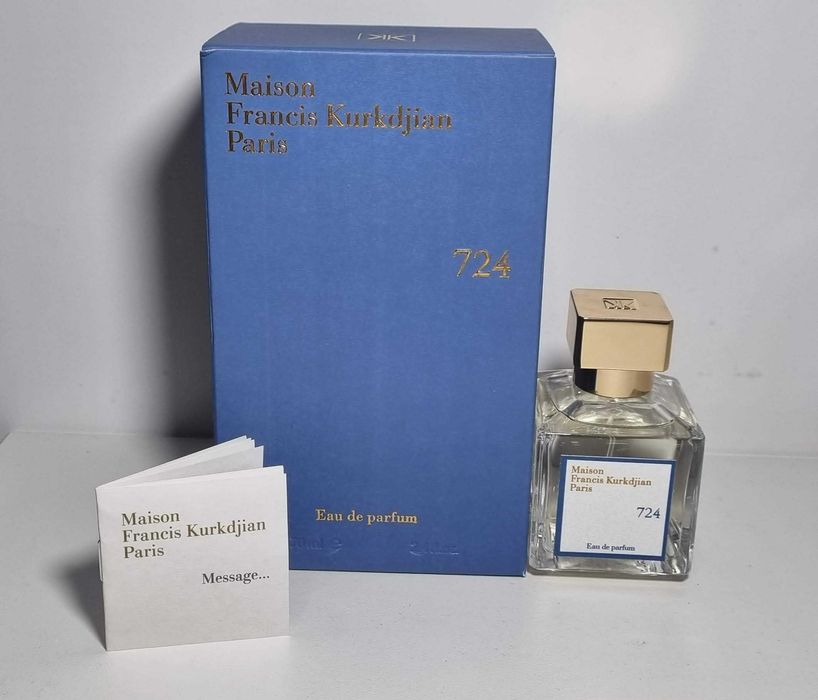 Maison
Francis Kurkdjian
Paris
724
Eau de parfum
Maison
Francis Kurkdjian
Paris
Message...
Maison
Francis Kurkdjian
Paris
724
Eau de parfum